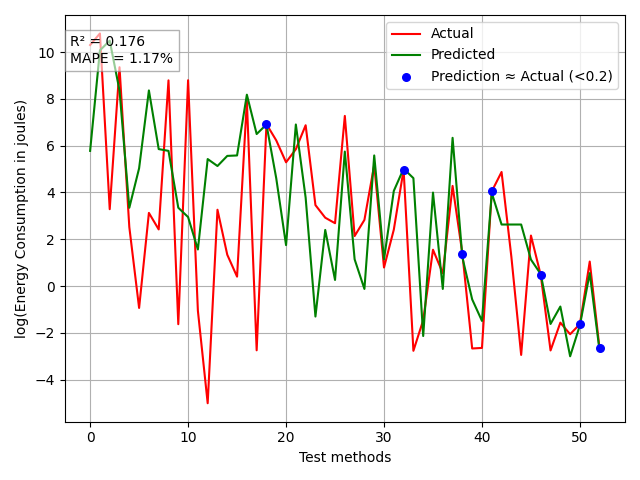 R² = 0.176
MAPE = 1.17%
Actual
Predicted
Prediction ≈ Actual (<0.2)
log(Energy Consumption in joules)
10
8
6
4
2
0
−2
−4
0 10 20 30 40 50
Test methods